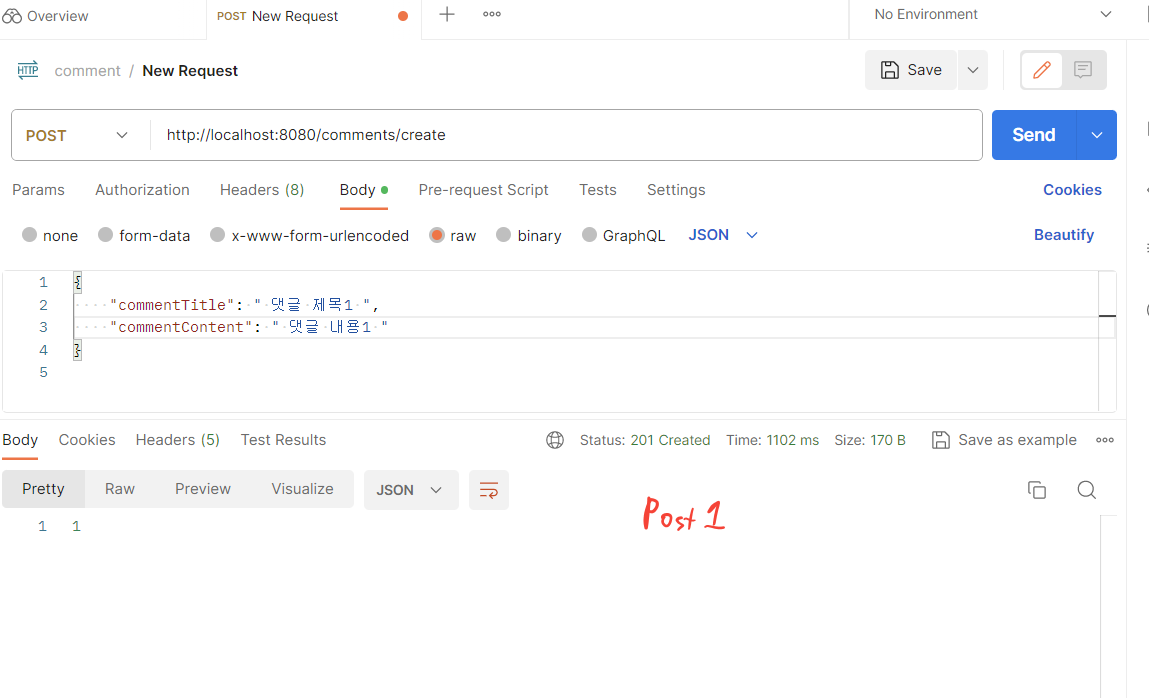 Overview POST New Request No Environment
HTTP comment / New Request Save
POST http://localhost:8080/comments/create Send
Params Authorization Headers (8) Body Pre-request Script Tests Settings Cookies
none form-data x-www-form-urlencoded raw binary GraphQL JSON Beautify
1 {
2 "commentTitle": " 댓글 제목1 ",
3 "commentContent": " 댓글 내용1 "
4 }
5
Body Cookies Headers (5) Test Results Status: 201 Created Time: 1102 ms Size: 170 B Save as example
Pretty Raw Preview Visualize JSON
Post 1
1 1